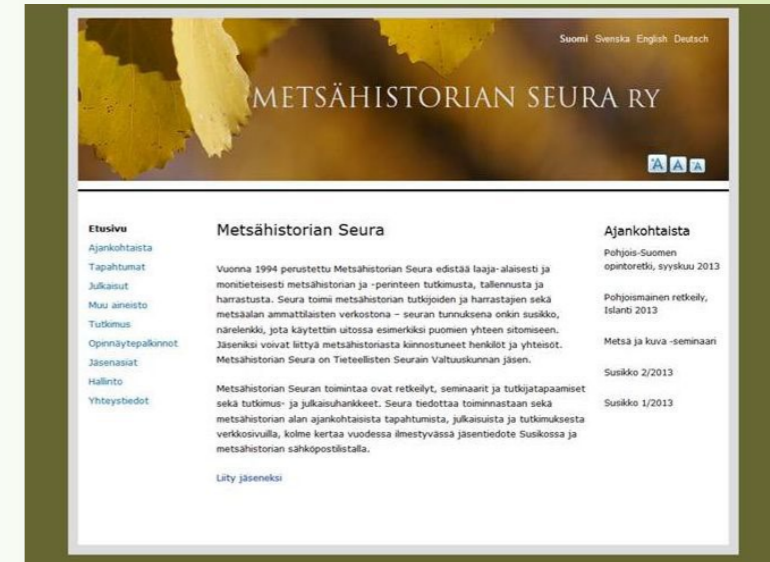 Suomi Svenska English Deutsch
METSÄHISTORIAN SEURA RY
A A A
Etusivu
Ajankohtaista
Tapahtumat
Julkaisut
Muu aineisto
Tutkimus
Opinnäytepalkinnot
Jäsenasiat
Hallinto
Yhteystiedot
Metsähistorian Seura
Vuonna 1994 perustettu Metsähistorian Seura edistää laaja-alaisesti ja
monitieteisesti metsähistorian ja -perinteen tutkimusta, tallennusta ja
harrastusta. Seura toimii metsähistorian tutkijoiden ja harrastajien sekä
metsäalan ammattilaisten verkostona – seuran tunnuksena onkin susikko,
närelenkki, jota käytettiin uitossa esimerkiksi puomien yhteen sitomiseen.
Jäseniksi voivat liittyä metsähistoriasta kiinnostuneet henkilöt ja yhteisöt.
Metsähistorian Seura on Tieteellisten Seurain Valtuuskunnan jäsen.
Metsähistorian Seuran toimintaa ovat retkeilyt, seminaarit ja tutkijatapaamiset
sekä tutkimus- ja julkaisuhankkeet. Seura tiedottaa toiminnastaan sekä
metsähistorian alan ajankohtaisista tapahtumista, julkaisuista ja tutkimuksesta
verkkosivuilla, kolme kertaa vuodessa ilmestyvässä jäsentiedote Susikossa ja
metsähistorian sähköpostilistalla.
Liity jäseneksi
Ajankohtaista
Pohjois-Suomen
opintoretki, syyskuu 2013
Pohjoismainen retkeily,
Islanti 2013
Metsä ja kuva -seminaari
Susikko 2/2013
Susikko 1/2013